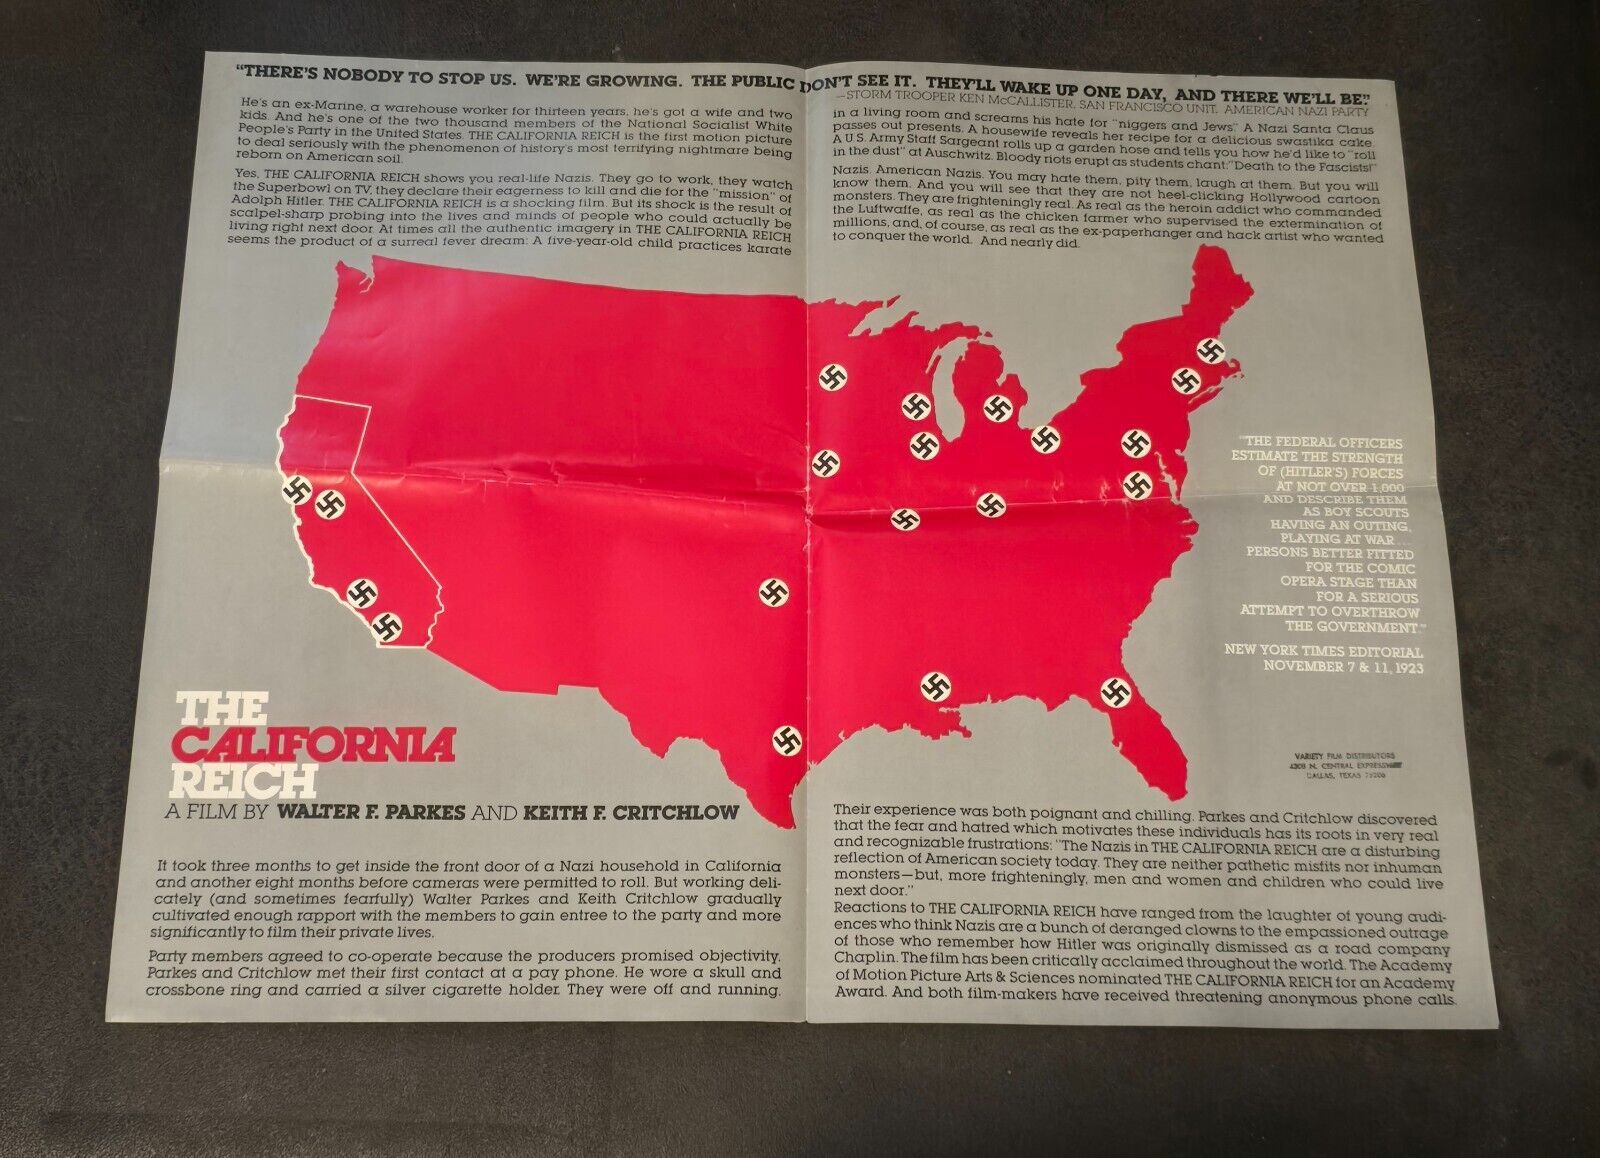 "THERE'S NOBODY TO STOP US. WE'RE GROWING. THE PUBLIC DON'T SEE IT. THEY'LL WAKE UP ONE DAY, AND THERE WE'LL BE."
—STORM TROOPER KEN McCALLISTER, SAN FRANCISCO UNIT, AMERICAN NAZI PARTY
He's an ex-Marine, a warehouse worker for thirteen years, he's got a wife and two
kids. And he's one of the two thousand members of the National Socialist White
People's Party in the United States. THE CALIFORNIA REICH is the first motion picture
to deal seriously with the phenomenon of history's most terrifying nightmare being
reborn on American soil.
Yes, THE CALIFORNIA REICH shows you real-life Nazis. They go to work, they watch
the Superbowl on TV, they declare their eagerness to kill and die for the "mission" of
Adolph Hitler. THE CALIFORNIA REICH is a shocking film. But its shock is the result of
scalpel-sharp probing into the lives and minds of people who could actually be
living right next door. At times all the authentic imagery in THE CALIFORNIA REICH
seems the product of a surreal fever dream: A five-year-old child practices karate
in a living room and screams his hate for "niggers and Jews". A Nazi Santa Claus
passes out presents. A housewife reveals her recipe for a delicious swastika cake.
A U.S. Army Staff Sargeant rolls up a garden hose and tells you how he'd like to "roll
in the dust" at Auschwitz. Bloody riots erupt as students chant: "Death to the Fascists!"
Nazis. American Nazis. You may hate them, pity them, laugh at them. But you will
know them. And you will see that they are not heel-clicking Hollywood cartoon
monsters. They are frighteningly real. As real as the heroin addict who commanded
the Luftwaffe, as real as the chicken farmer who supervised the extermination of
millions, and, of course, as real as the ex-paperhanger and hack artist who wanted
to conquer the world. And nearly did.
"THE FEDERAL OFFICERS
ESTIMATE THE STRENGTH
OF (HITLER'S) FORCES
AT NOT OVER 1,000
AND DESCRIBE THEM
AS BOY SCOUTS
HAVING AN OUTING,
PLAYING AT WAR...
PERSONS BETTER FITTED
FOR THE COMIC
OPERA STAGE THAN
FOR A SERIOUS
ATTEMPT TO OVERTHROW
THE GOVERNMENT."
NEW YORK TIMES EDITORIAL
NOVEMBER 7 & 11, 1923
THE
CALIFORNIA
REICH
A FILM BY WALTER F. PARKES AND KEITH F. CRITCHLOW
VARIETY FILM DISTRIBUTORS
4308 N. CENTRAL EXPRESSWAY
DALLAS, TEXAS 75206
It took three months to get inside the front door of a Nazi household in California
and another eight months before cameras were permitted to roll. But working deli-
cately (and sometimes fearfully) Walter Parkes and Keith Critchlow gradually
cultivated enough rapport with the members to gain entree to the party and more
significantly to film their private lives.
Party members agreed to co-operate because the producers promised objectivity.
Parkes and Critchlow met their first contact at a pay phone. He wore a skull and
crossbone ring and carried a silver cigarette holder. They were off and running.
Their experience was both poignant and chilling. Parkes and Critchlow discovered
that the fear and hatred which motivates these individuals has its roots in very real
and recognizable frustrations: "The Nazis in THE CALIFORNIA REICH are a disturbing
reflection of American society today. They are neither pathetic misfits nor inhuman
monsters—but, more frighteningly, men and women and children who could live
next door."
Reactions to THE CALIFORNIA REICH have ranged from the laughter of young audi-
ences who think Nazis are a bunch of deranged clowns to the empassioned outrage
of those who remember how Hitler was originally dismissed as a road company
Chaplin. The film has been critically acclaimed throughout the world. The Academy
of Motion Picture Arts & Sciences nominated THE CALIFORNIA REICH for an Academy
Award. And both film-makers have received threatening anonymous phone calls.